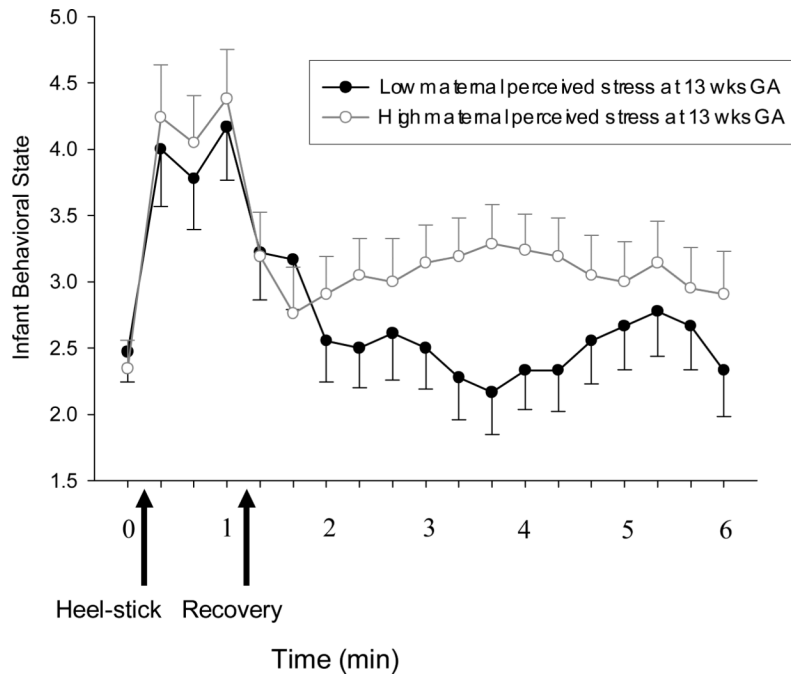 5.0
4.5
4.0
3.5
3.0
2.5
2.0
1.5
Infant Behavioral State
Low maternal perceived stress at 13 wks GA
High maternal perceived stress at 13 wks GA
0 1 2 3 4 5 6
Heel-stick Recovery
Time (min)